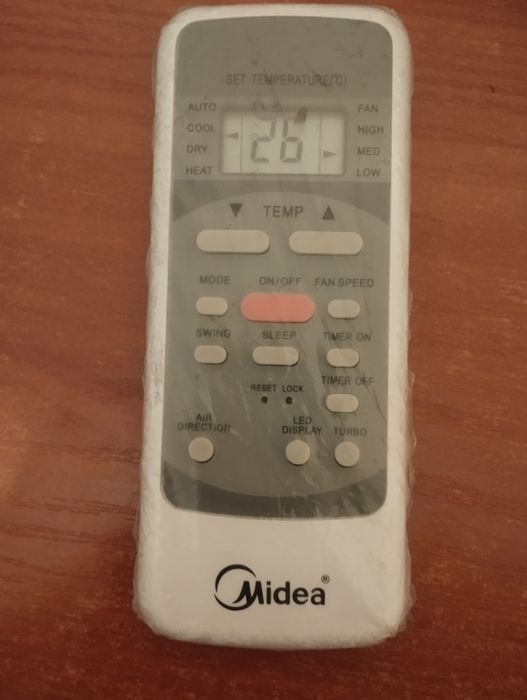 SET TEMPERATURE(°C)
AUTO
COOL
DRY
HEAT
26
FAN
HIGH
MED
LOW
▼ TEMP ▲
MODE ON/OFF FAN SPEED
SWING SLEEP TIMER ON
TIMER OFF
RESET LOCK
AIR
DIRECTION
LED
DISPLAY
TURBO
Midea®